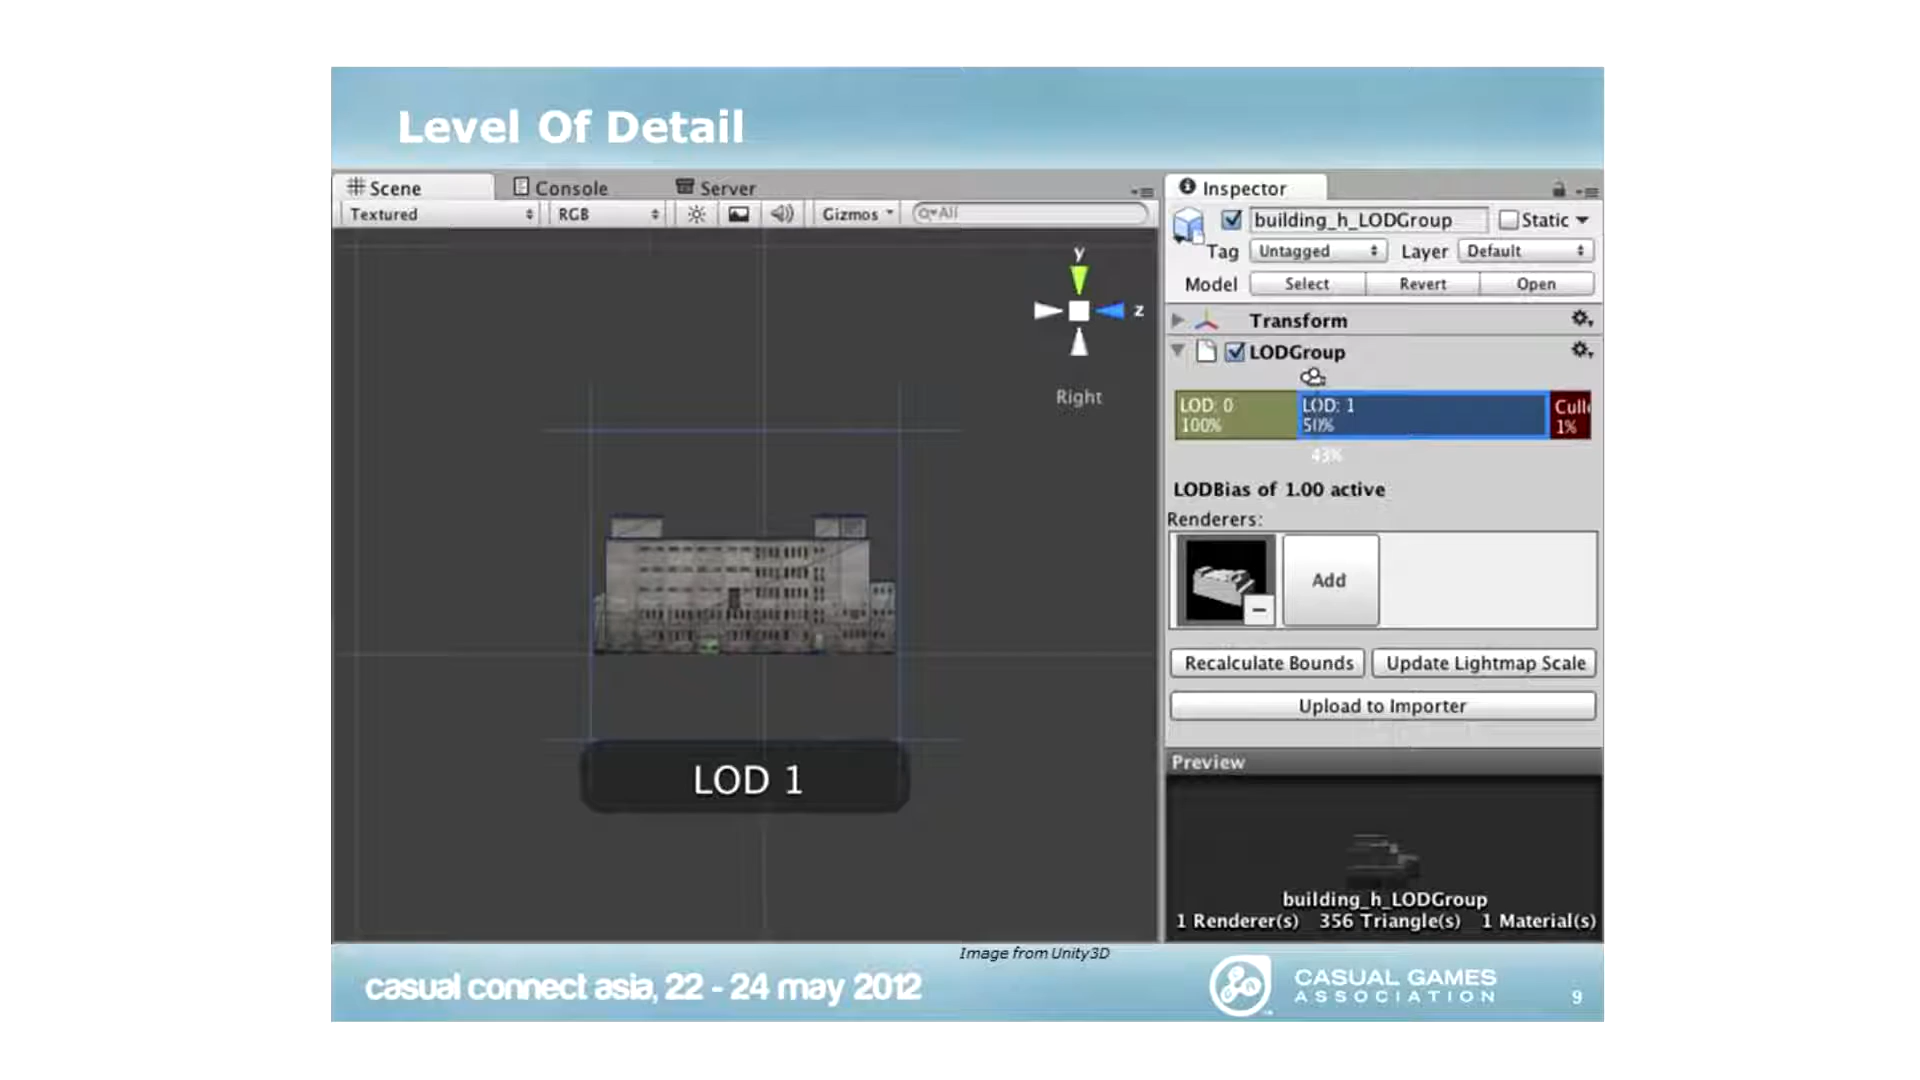 Level Of Detail
Scene
Console
Server
Textured
RGB
Gizmos
All
y
z
Right
LOD 1
Inspector
building_h_LODGroup
Static
Tag Untagged Layer Default
Model Select Revert Open
Transform
LODGroup
LOD: 0
100%
LOD: 1
50%
Culle
1%
43%
LODBias of 1.00 active
Renderers:
Add
Recalculate Bounds
Update Lightmap Scale
Upload to Importer
Preview
building_h_LODGroup
1 Renderer(s) 356 Triangle(s) 1 Material(s)
Image from Unity3D
casual connect asia, 22 - 24 may 2012
CASUAL GAMES
ASSOCIATION
9